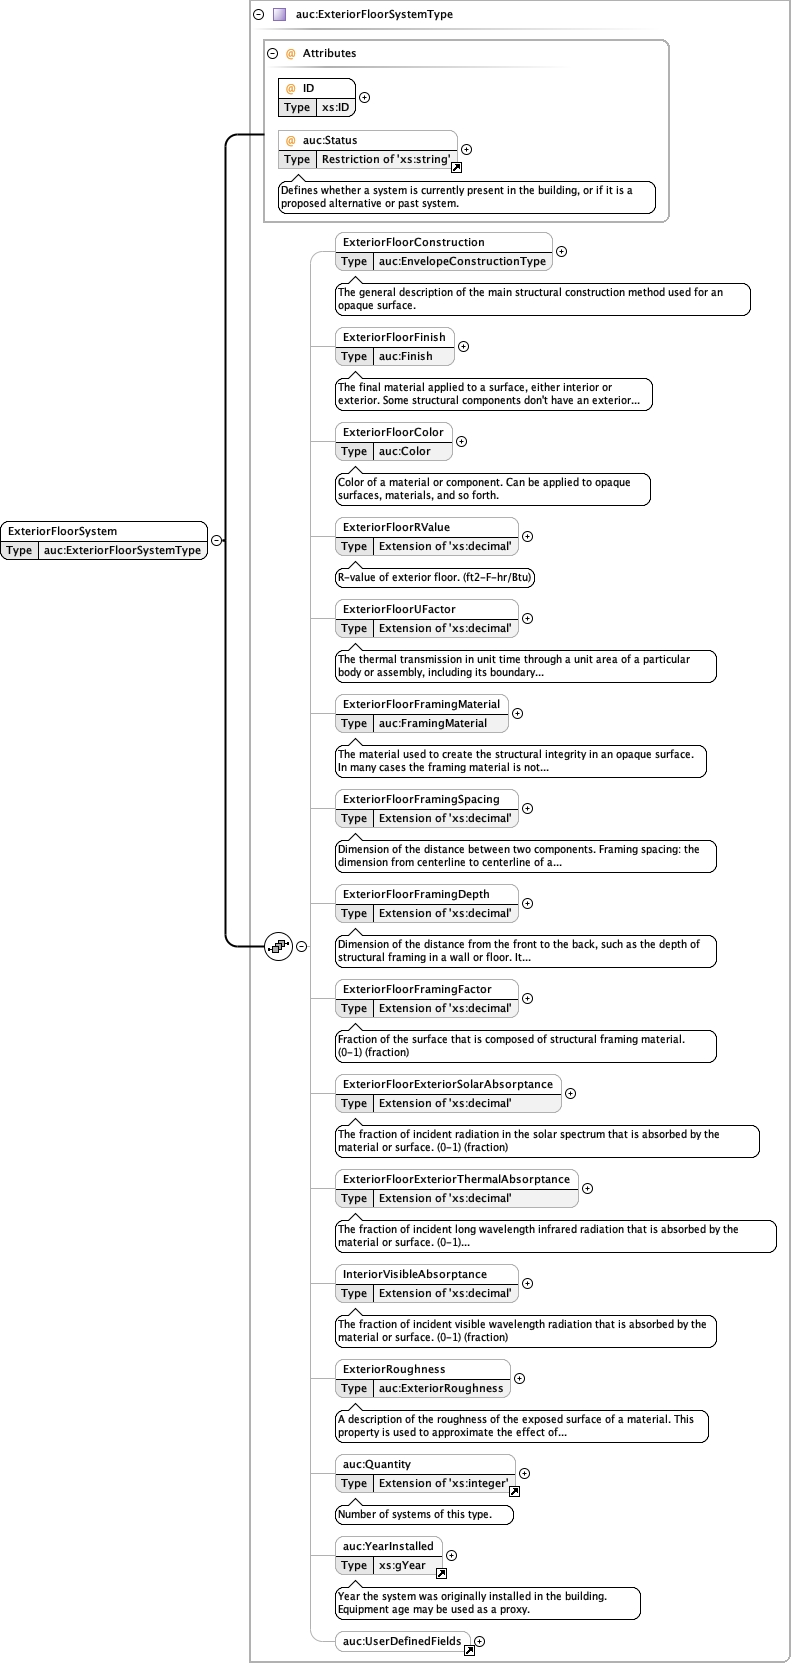 auc:ExteriorFloorSystemType
@ Attributes
@ ID
Type xs:ID
@ auc:Status
Type Restriction of 'xs:string'
Defines whether a system is currently present in the building, or if it is a
proposed alternative or past system.
ExteriorFloorConstruction
Type auc:EnvelopeConstructionType
The general description of the main structural construction method used for an
opaque surface.
ExteriorFloorFinish
Type auc:Finish
The final material applied to a surface, either interior or
exterior. Some structural components don't have an exterior...
ExteriorFloorColor
Type auc:Color
Color of a material or component. Can be applied to opaque
surfaces, materials, and so forth.
ExteriorFloorSystem
Type auc:ExteriorFloorSystemType
ExteriorFloorRValue
Type Extension of 'xs:decimal'
R-value of exterior floor. (ft2-F-hr/Btu)
ExteriorFloorUFactor
Type Extension of 'xs:decimal'
The thermal transmission in unit time through a unit area of a particular
body or assembly, including its boundary...
ExteriorFloorFramingMaterial
Type auc:FramingMaterial
The material used to create the structural integrity in an opaque surface.
In many cases the framing material is not...
ExteriorFloorFramingSpacing
Type Extension of 'xs:decimal'
Dimension of the distance between two components. Framing spacing: the
dimension from centerline to centerline of a...
ExteriorFloorFramingDepth
Type Extension of 'xs:decimal'
Dimension of the distance from the front to the back, such as the depth of
structural framing in a wall or floor. It...
ExteriorFloorFramingFactor
Type Extension of 'xs:decimal'
Fraction of the surface that is composed of structural framing material.
(0-1) (fraction)
ExteriorFloorExteriorSolarAbsorptance
Type Extension of 'xs:decimal'
The fraction of incident radiation in the solar spectrum that is absorbed by the
material or surface. (0-1) (fraction)
ExteriorFloorExteriorThermalAbsorptance
Type Extension of 'xs:decimal'
The fraction of incident long wavelength infrared radiation that is absorbed by the
material or surface. (0-1)...
InteriorVisibleAbsorptance
Type Extension of 'xs:decimal'
The fraction of incident visible wavelength radiation that is absorbed by the
material or surface. (0-1) (fraction)
ExteriorRoughness
Type auc:ExteriorRoughness
A description of the roughness of the exposed surface of a material. This
property is used to approximate the effect of...
auc:Quantity
Type Extension of 'xs:integer'
Number of systems of this type.
auc:YearInstalled
Type xs:gYear
Year the system was originally installed in the building.
Equipment age may be used as a proxy.
auc:UserDefinedFields